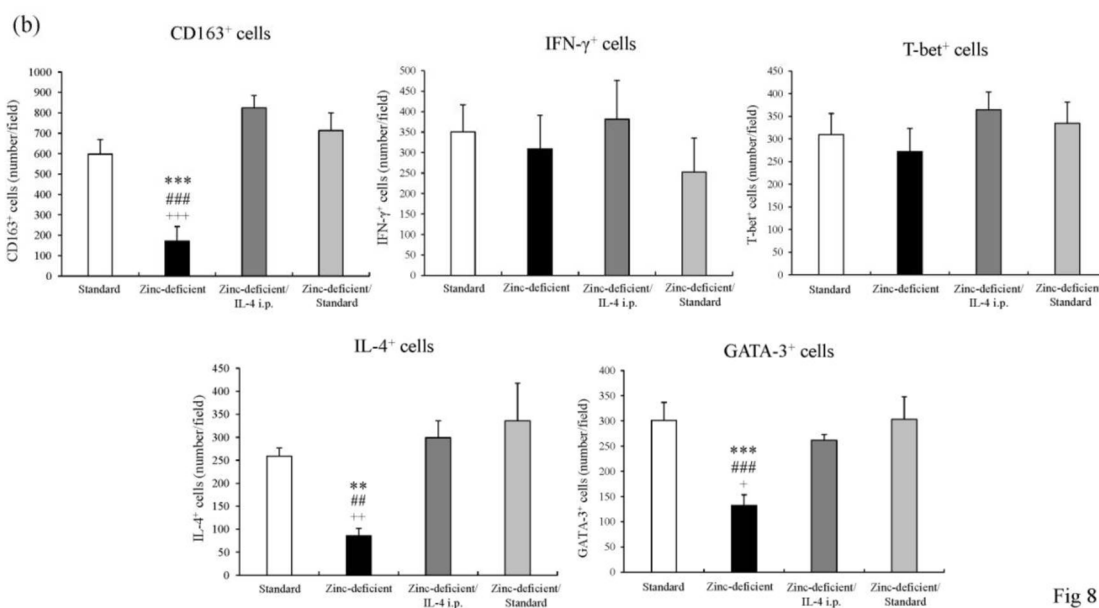 (b)
CD163⁺ cells
CD163⁺ cells (number/field)
1000
900
800
700
600
500
400
300
200
100
0
***
###
+++
Standard
Zinc-deficient
Zinc-deficient/
IL-4 i.p.
Zinc-deficient/
Standard
IFN-γ⁺ cells
IFN-γ⁺ cells (number/field)
500
450
400
350
300
250
200
150
100
50
0
Standard
Zinc-deficient
Zinc-deficient/
IL-4 i.p.
Zinc-deficient/
Standard
T-bet⁺ cells
T-bet⁺ cells (number/field)
450
400
350
300
250
200
150
100
50
0
Standard
Zinc-deficient
Zinc-deficient/
IL-4 i.p.
Zinc-deficient/
Standard
IL-4⁺ cells
IL-4⁺ cells (number/field)
450
400
350
300
250
200
150
100
50
0
**
##
++
Standard
Zinc-deficient
Zinc-deficient/
IL-4 i.p.
Zinc-deficient/
Standard
GATA-3⁺ cells
GATA-3⁺ cells (number/field)
400
350
300
250
200
150
100
50
0
***
###
+
Standard
Zinc-deficient
Zinc-deficient/
IL-4 i.p.
Zinc-deficient/
Standard
Fig 8